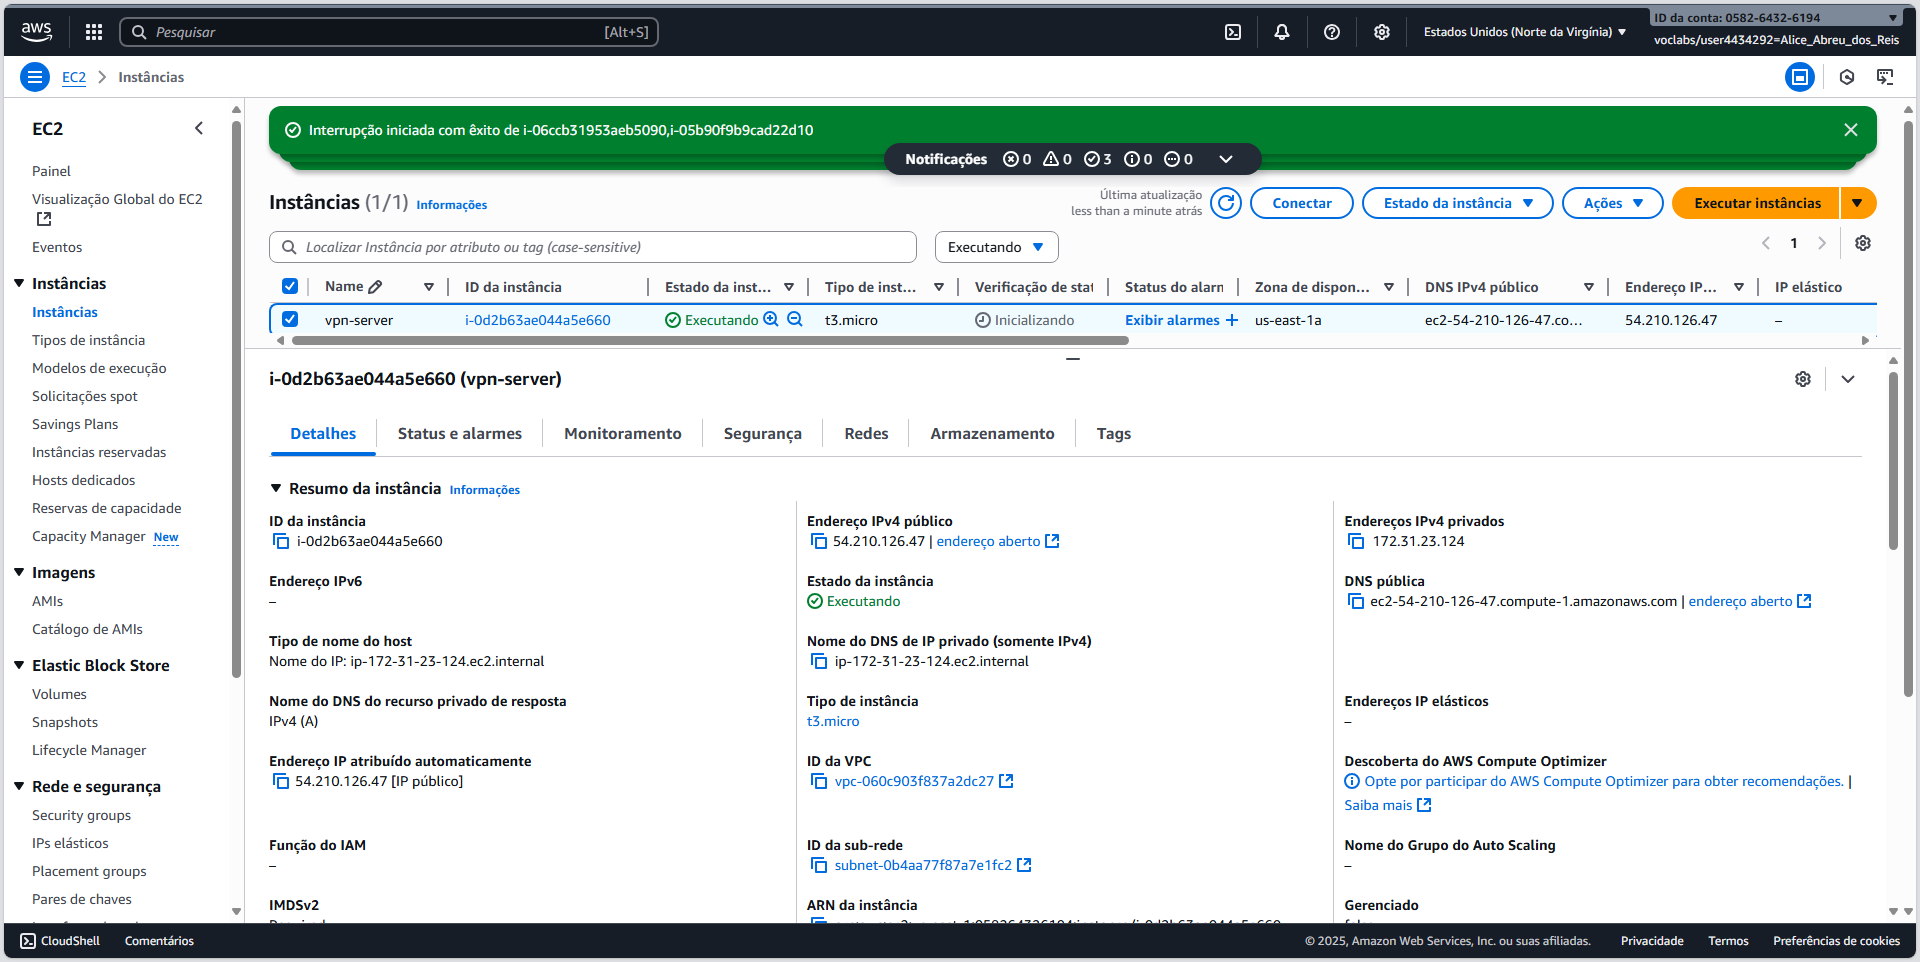 aws
Pesquisar
[Alt+S]
Estados Unidos (Norte da Virgínia)
ID da conta: 0582-6432-6194
voclabs/user4434292=Alice_Abreu_dos_Reis
EC2
Instâncias
EC2
Painel
Visualização Global do EC2
Eventos
Instâncias
Instâncias
Tipos de instância
Modelos de execução
Solicitações spot
Savings Plans
Instâncias reservadas
Hosts dedicados
Reservas de capacidade
Capacity Manager New
Imagens
AMIs
Catálogo de AMIs
Elastic Block Store
Volumes
Snapshots
Lifecycle Manager
Rede e segurança
Security groups
IPs elásticos
Placement groups
Pares de chaves
Interrupção iniciada com êxito de i-06ccb31953aeb5090,i-05b90f9b9cad22d10
Notificações 0 0 3 0 0
Instâncias (1/1) Informações
Última atualização
less than a minute atrás
Conectar
Estado da instância
Ações
Executar instâncias
Localizar Instância por atributo ou tag (case-sensitive)
Executando
1
Name ID da instância Estado da inst... Tipo de inst... Verificação de stat Status do alarn Zona de dispon... DNS IPv4 público Endereço IP... IP elástico
vpn-server i-0d2b63ae044a5e660 Executando t3.micro Inicializando Exibir alarmes + us-east-1a ec2-54-210-126-47.co... 54.210.126.47 –
i-0d2b63ae044a5e660 (vpn-server)
Detalhes
Status e alarmes
Monitoramento
Segurança
Redes
Armazenamento
Tags
Resumo da instância Informações
ID da instância
i-0d2b63ae044a5e660
Endereço IPv4 público
54.210.126.47 | endereço aberto
Endereços IPv4 privados
172.31.23.124
Endereço IPv6
–
Estado da instância
Executando
DNS pública
ec2-54-210-126-47.compute-1.amazonaws.com | endereço aberto
Tipo de nome do host
Nome do IP: ip-172-31-23-124.ec2.internal
Nome do DNS de IP privado (somente IPv4)
ip-172-31-23-124.ec2.internal
Nome do DNS do recurso privado de resposta
IPv4 (A)
Tipo de instância
t3.micro
Endereços IP elásticos
–
Endereço IP atribuído automaticamente
54.210.126.47 [IP público]
ID da VPC
vpc-060c903f837a2dc27
Descoberta do AWS Compute Optimizer
Opte por participar do AWS Compute Optimizer para obter recomendações. |
Saiba mais
Função do IAM
–
ID da sub-rede
subnet-0b4aa77f87a7e1fc2
Nome do Grupo do Auto Scaling
–
IMDSv2
ARN da instância
Gerenciado
CloudShell
Comentários
© 2025, Amazon Web Services, Inc. ou suas afiliadas.
Privacidade
Termos
Preferências de cookies